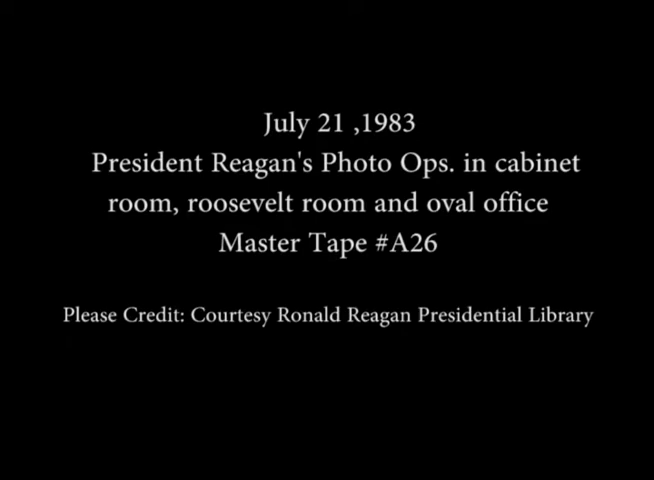 July 21 ,1983
President Reagan's Photo Ops. in cabinet
room, roosevelt room and oval office
Master Tape #A26
Please Credit: Courtesy Ronald Reagan Presidential Library